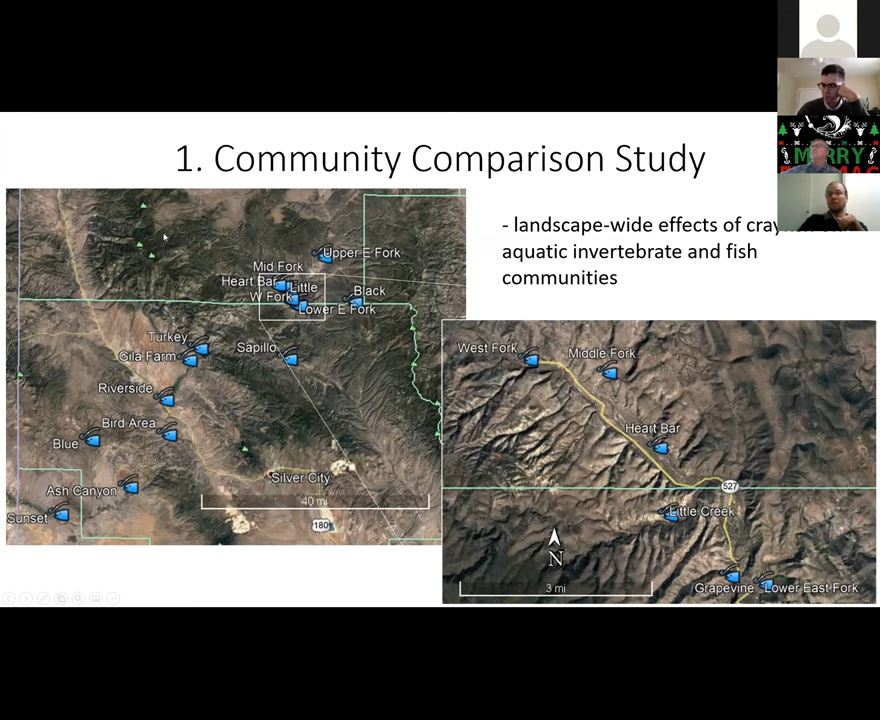 1. Community Comparison Study
- landscape-wide effects of
aquatic invertebrate and fish
communities
Upper E Fork
Mid Fork
Heart Bar
Little
W Fork
Black
Lower E Fork
Turkey
Gila Farm
Sapillo
Riverside
Bird Area
Blue
Silver City
Ash Canyon
40 mi
Sunset
180
West Fork
Middle Fork
Heart Bar
527
Little Creek
N
3 mi
Grapevine
Lower East Fork